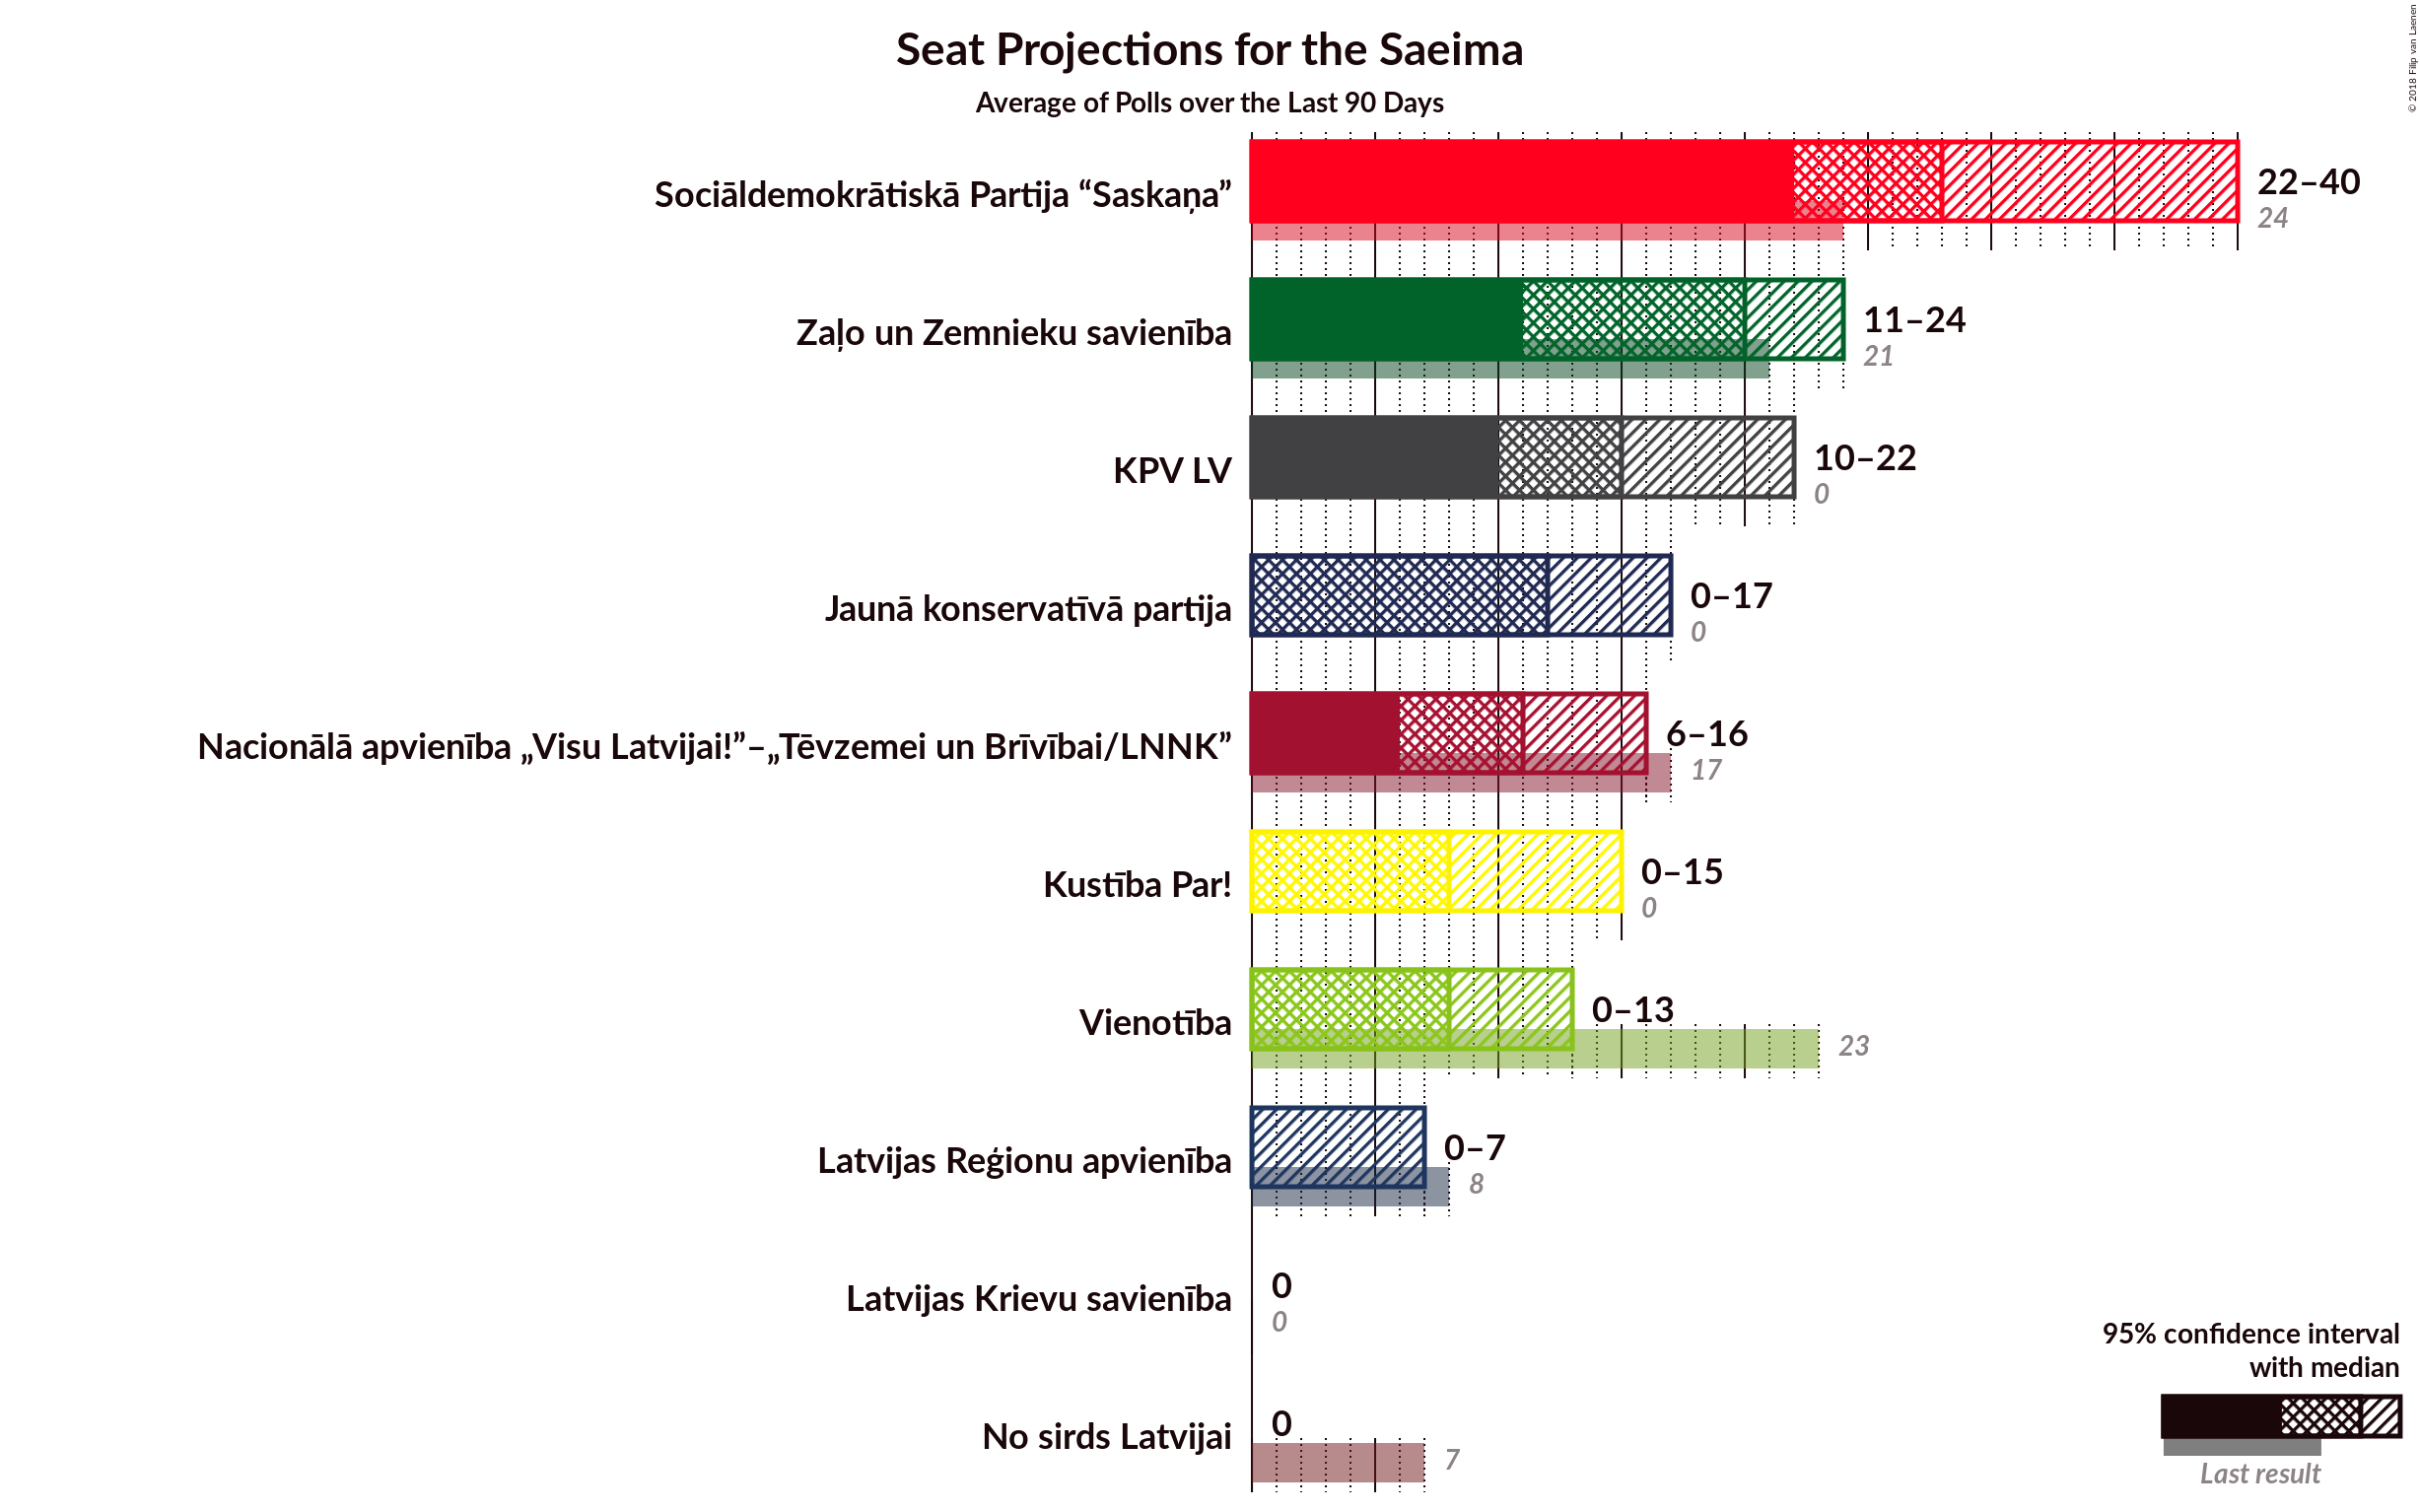 Seat Projections for the Saeima
Average of Polls over the Last 90 Days
© 2018 Filip van Laenen
Sociāldemokrātiskā Partija “Saskaņa”
22–40
24
Zaļo un Zemnieku savienība
11–24
21
KPV LV
10–22
0
Jaunā konservatīvā partija
0–17
0
Nacionālā apvienība „Visu Latvijai!”–„Tēvzemei un Brīvībai/LNNK”
6–16
17
Kustība Par!
0–15
0
Vienotība
0–13
23
Latvijas Reģionu apvienība
0–7
8
Latvijas Krievu savienība
0
0
No sirds Latvijai
0
7
95% confidence interval
with median
Last result